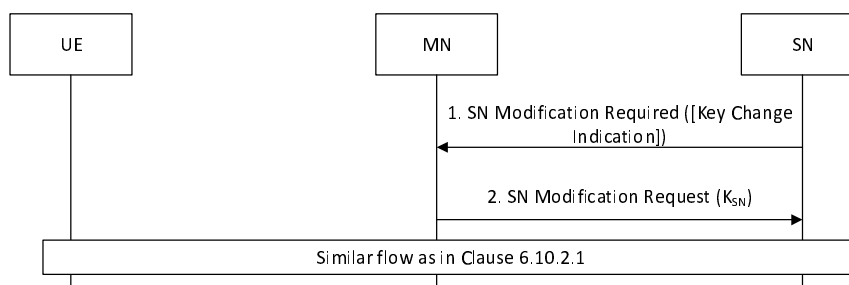 UE
MN
SN
1. SN Modification Required ([Key Change
Indication])
2. SN Modification Request (KSN)
Similar flow as in Clause 6.10.2.1